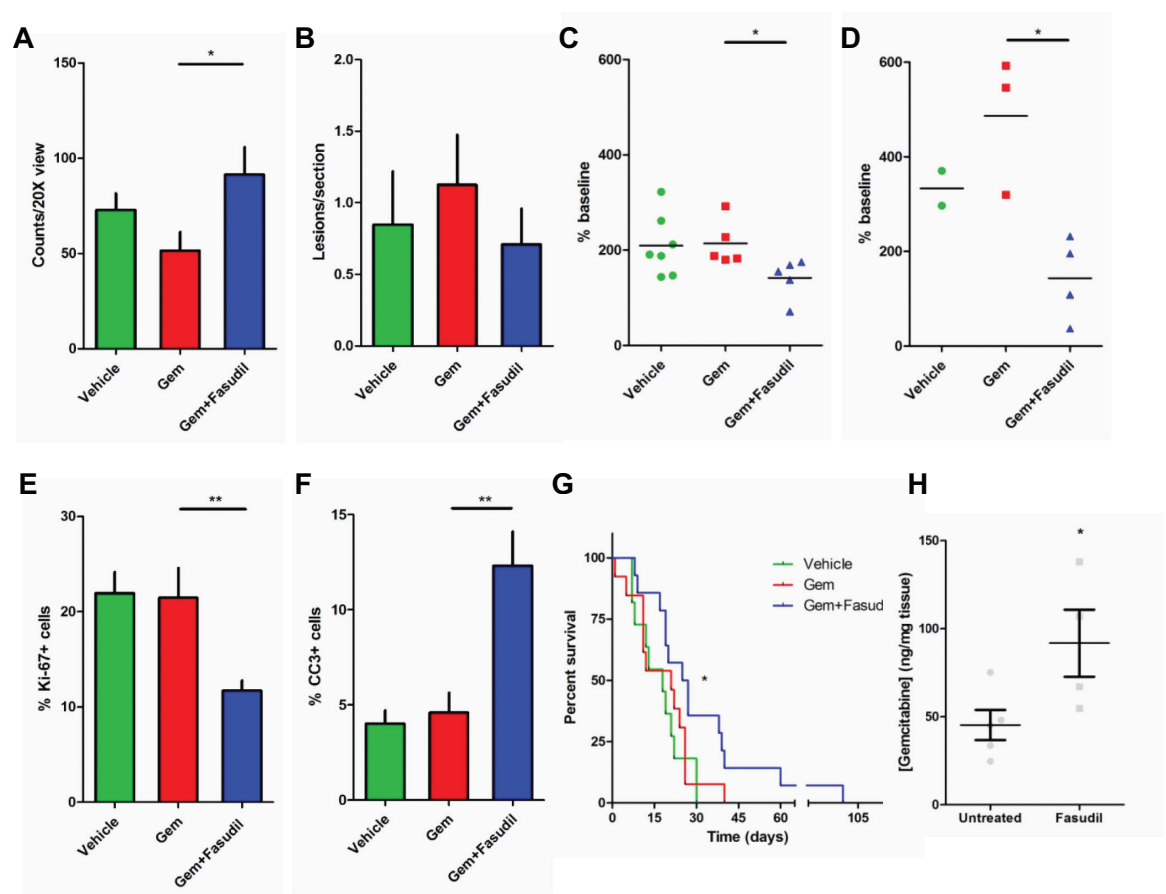 A
*
150
100
50
0
Counts/20X view
Vehicle
Gem
Gem+Fasudil
B
2.0
1.5
1.0
0.5
0.0
Lesions/section
Vehicle
Gem
Gem+Fasudil
C
*
600
400
200
0
% baseline
Vehicle
Gem
Gem+Fasudil
D
*
600
400
200
0
% baseline
Vehicle
Gem
Gem+Fasudil
E
**
30
20
10
0
% Ki-67+ cells
Vehicle
Gem
Gem+Fasudil
F
**
15
10
5
0
% CC3+ cells
Vehicle
Gem
Gem+Fasudil
G
100
75
50
25
0
Percent survival
Vehicle
Gem
Gem+Fasud
*
0 15 30 45 60 105
Time (days)
H
*
150
100
50
0
[Gemcitabine] (ng/mg tissue)
Untreated Fasudil